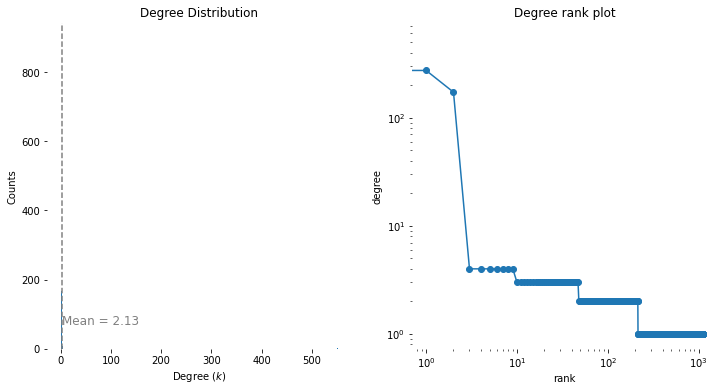 Degree Distribution
Counts
800
600
400
200
0
Mean = 2.13
0 100 200 300 400 500
Degree (k)
Degree rank plot
degree
10²
10¹
10⁰
10⁰ 10¹ 10² 10³
rank